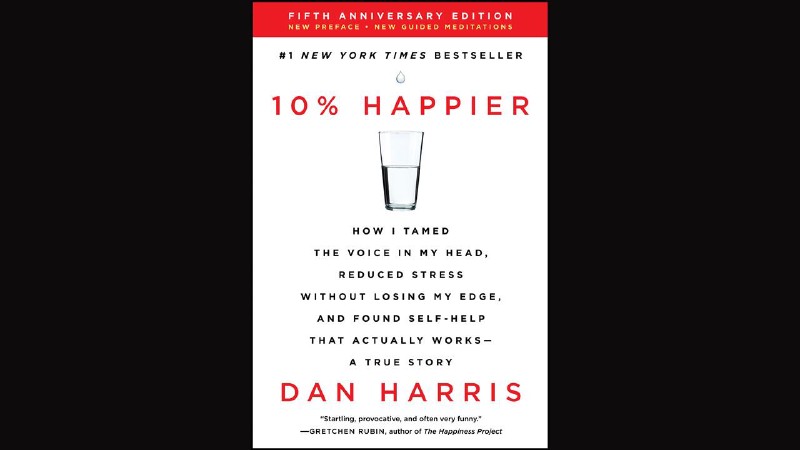 FIFTH ANNIVERSARY EDITION
NEW PREFACE • NEW GUIDED MEDITATIONS
#1 NEW YORK TIMES BESTSELLER
10% HAPPIER
HOW I TAMED
THE VOICE IN MY HEAD,
REDUCED STRESS
WITHOUT LOSING MY EDGE,
AND FOUND SELF-HELP
THAT ACTUALLY WORKS—
A TRUE STORY
DAN HARRIS
"Startling, provocative, and often very funny."
—GRETCHEN RUBIN, author of The Happiness Project